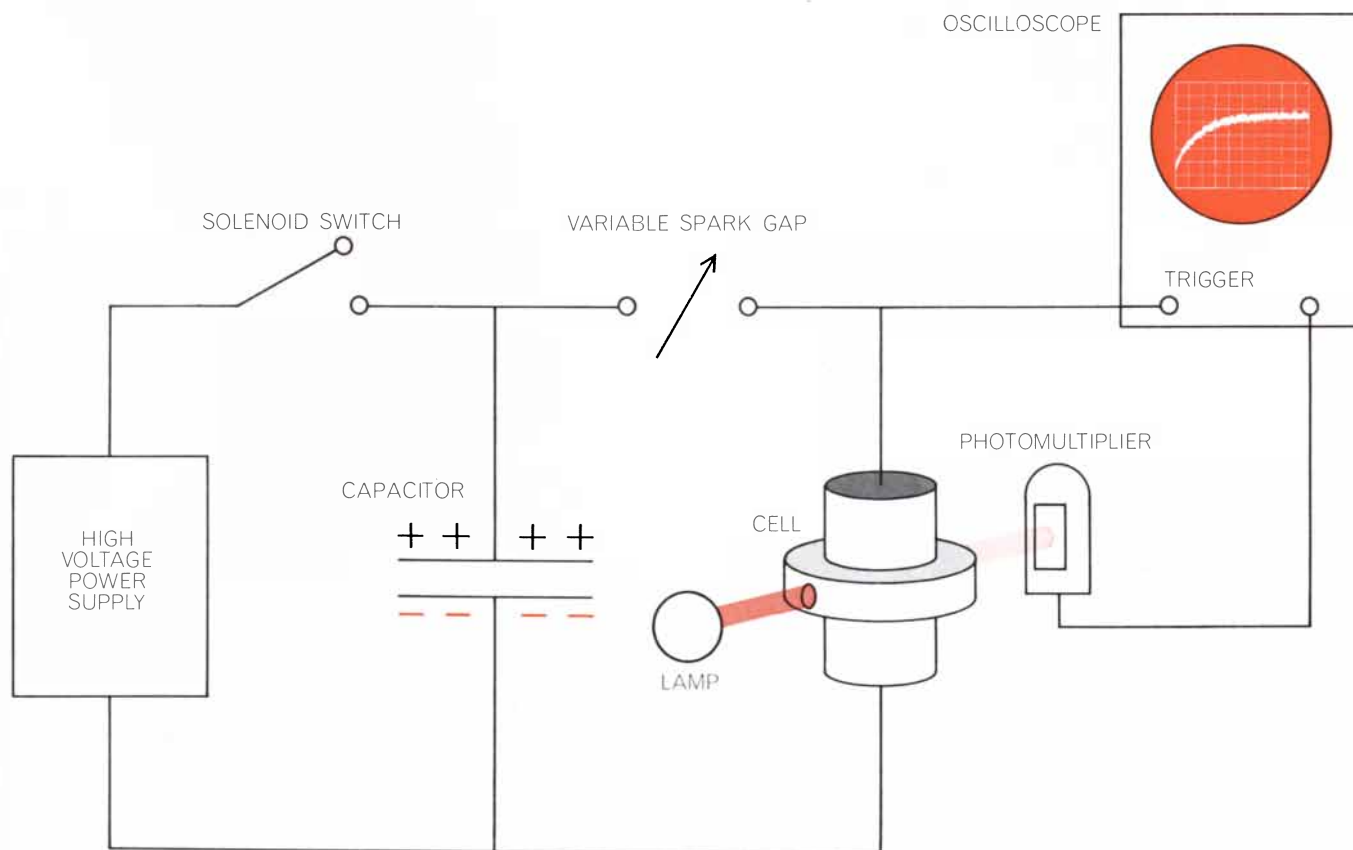 OSCILLOSCOPE
SOLENOID SWITCH
VARIABLE SPARK GAP
TRIGGER
PHOTOMULTIPLIER
CAPACITOR
+ + + +
CELL
HIGH
VOLTAGE
POWER
SUPPLY
− − − −
LAMP